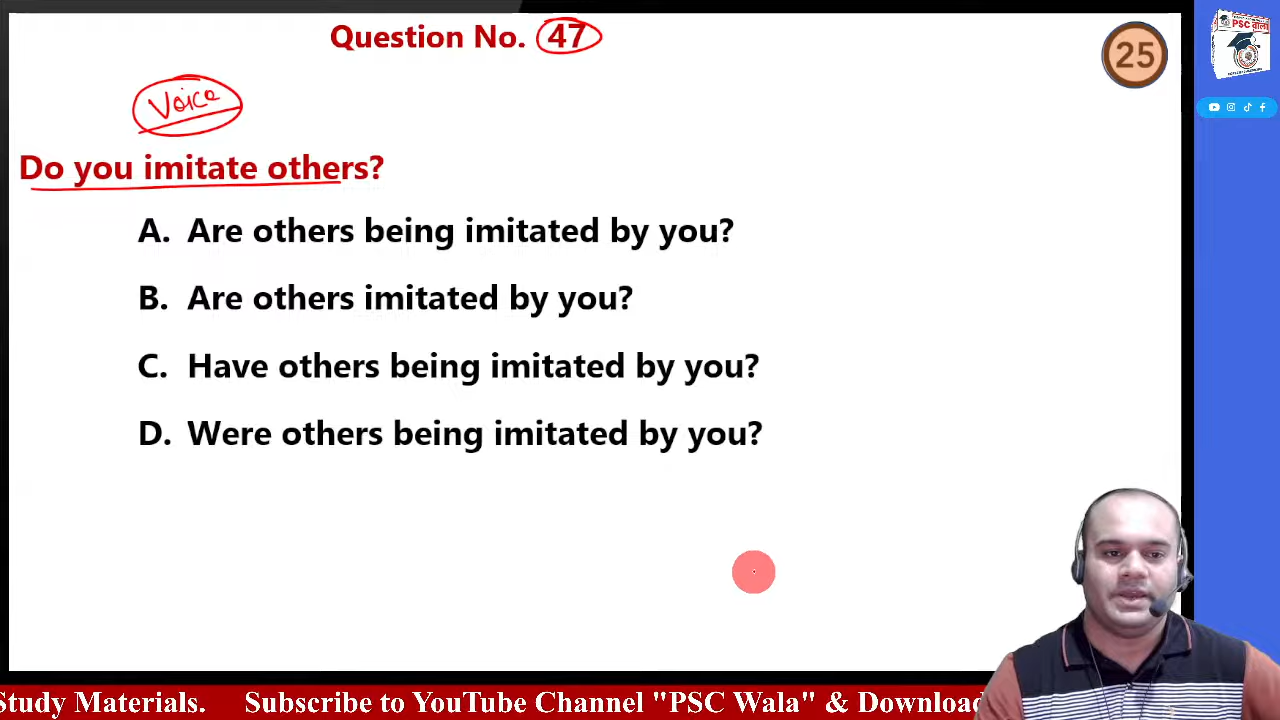 Question No. 47
25
PSC Wala
Voice
Do you imitate others?
A. Are others being imitated by you?
B. Are others imitated by you?
C. Have others being imitated by you?
D. Were others being imitated by you?
Study Materials. Subscribe to YouTube Channel "PSC Wala" & Download